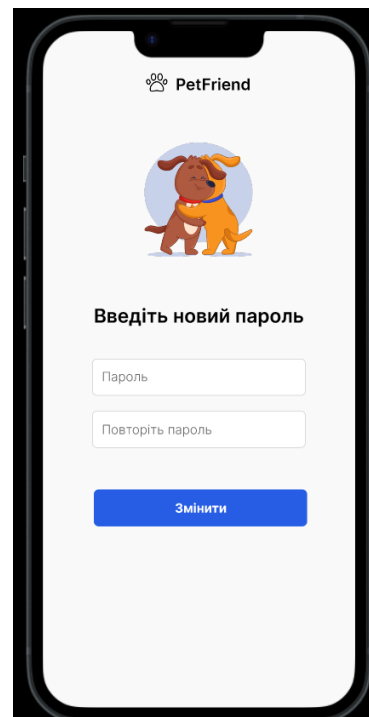 PetFriend
Введіть новий пароль
Пароль
Повторіть пароль
Змінити